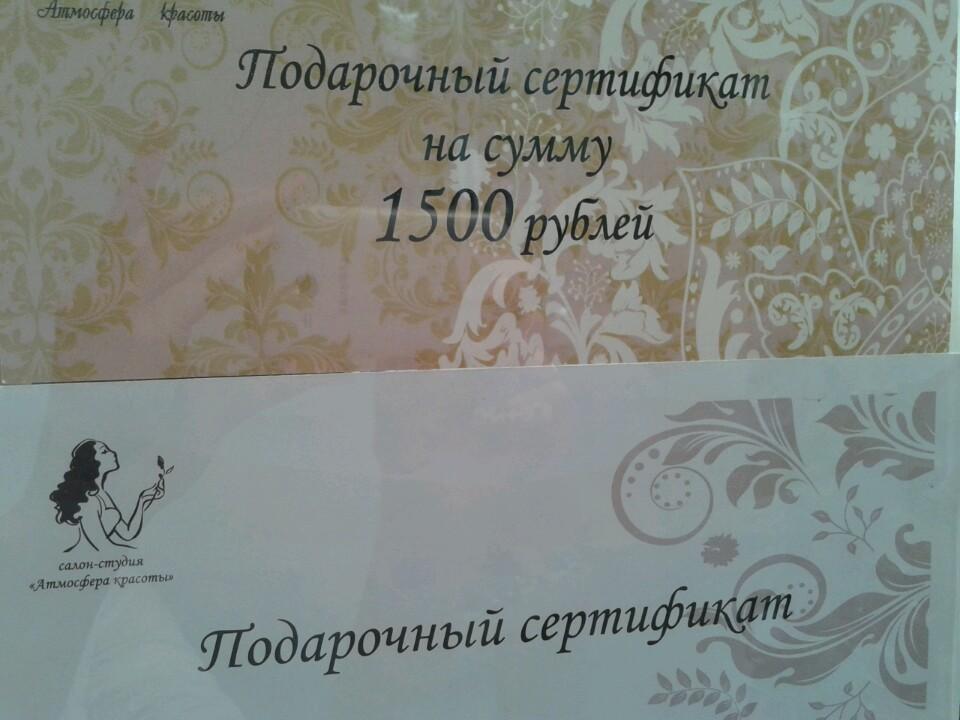 Атмосфера красоты
Подарочный сертификат
на сумму
1500 рублей
салон-студия
«Атмосфера красоты»
Подарочный сертификат